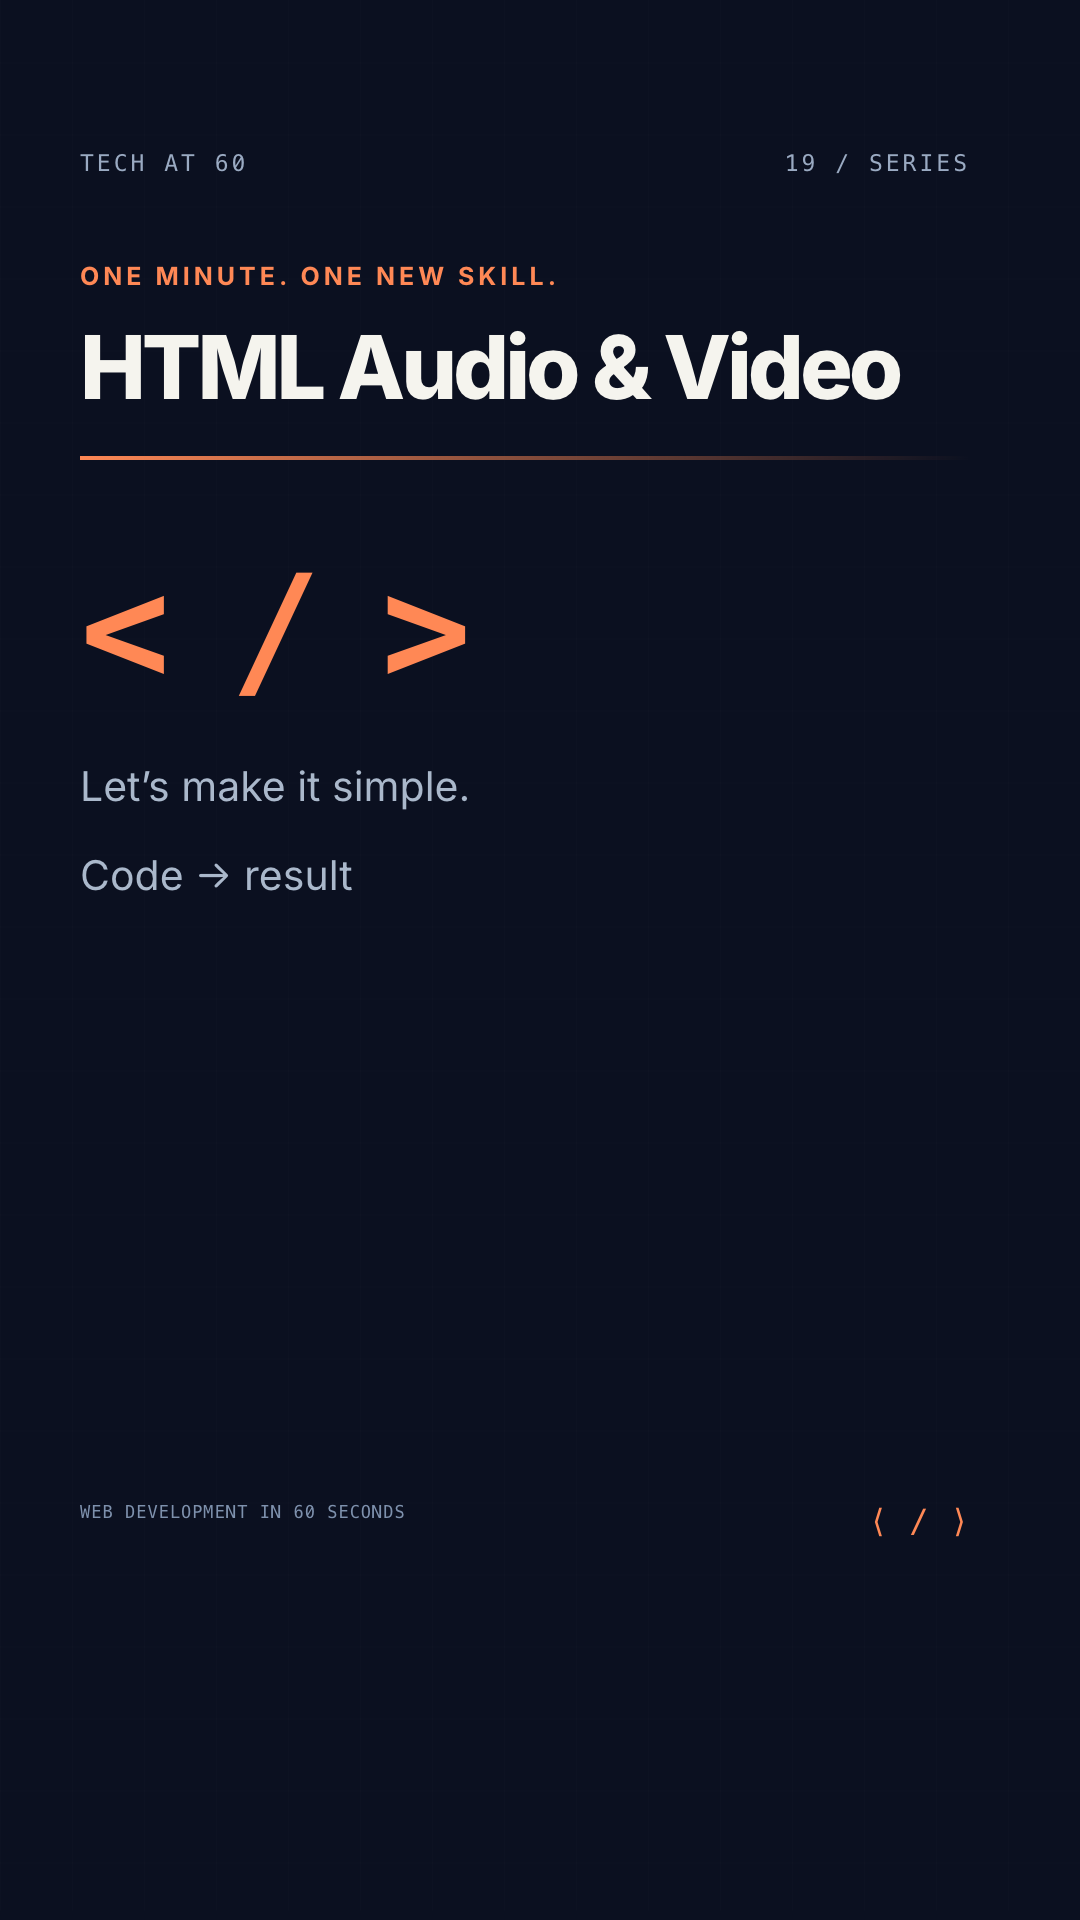 TECH AT 60
19 / SERIES
ONE MINUTE. ONE NEW SKILL.
HTML Audio & Video
< / >
Let’s make it simple.
Code → result
WEB DEVELOPMENT IN 60 SECONDS
⟨ / ⟩